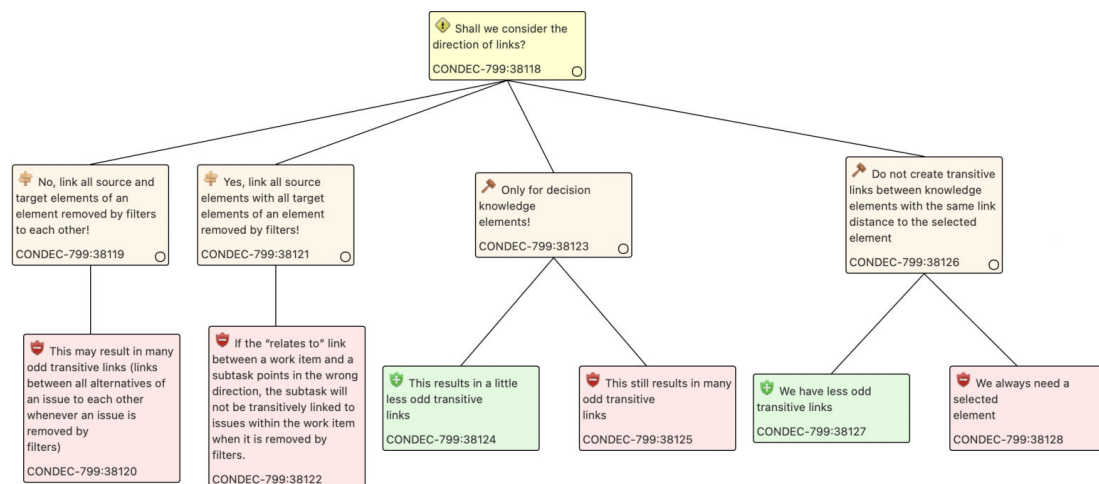 Shall we consider the
direction of links?
CONDEC-799:38118
No, link all source and
target elements of an
element removed by filters
to each other!
CONDEC-799:38119
Yes, link all source
elements with all target
elements of an element
removed by filters!
CONDEC-799:38121
Only for decision
knowledge
elements!
CONDEC-799:38123
Do not create transitive
links between knowledge
elements with the same link
distance to the selected
element
CONDEC-799:38126
This may result in many
odd transitive links (links
between all alternatives of
an issue to each other
whenever an issue is
removed by
filters)
CONDEC-799:38120
If the “relates to” link
between a work item and a
subtask points in the wrong
direction, the subtask will
not be transitively linked to
issues within the work item
when it is removed by
filters.
CONDEC-799:38122
This results in a little
less odd transitive
links
CONDEC-799:38124
This still results in many
odd transitive
links
CONDEC-799:38125
We have less odd
transitive links
CONDEC-799:38127
We always need a
selected
element
CONDEC-799:38128